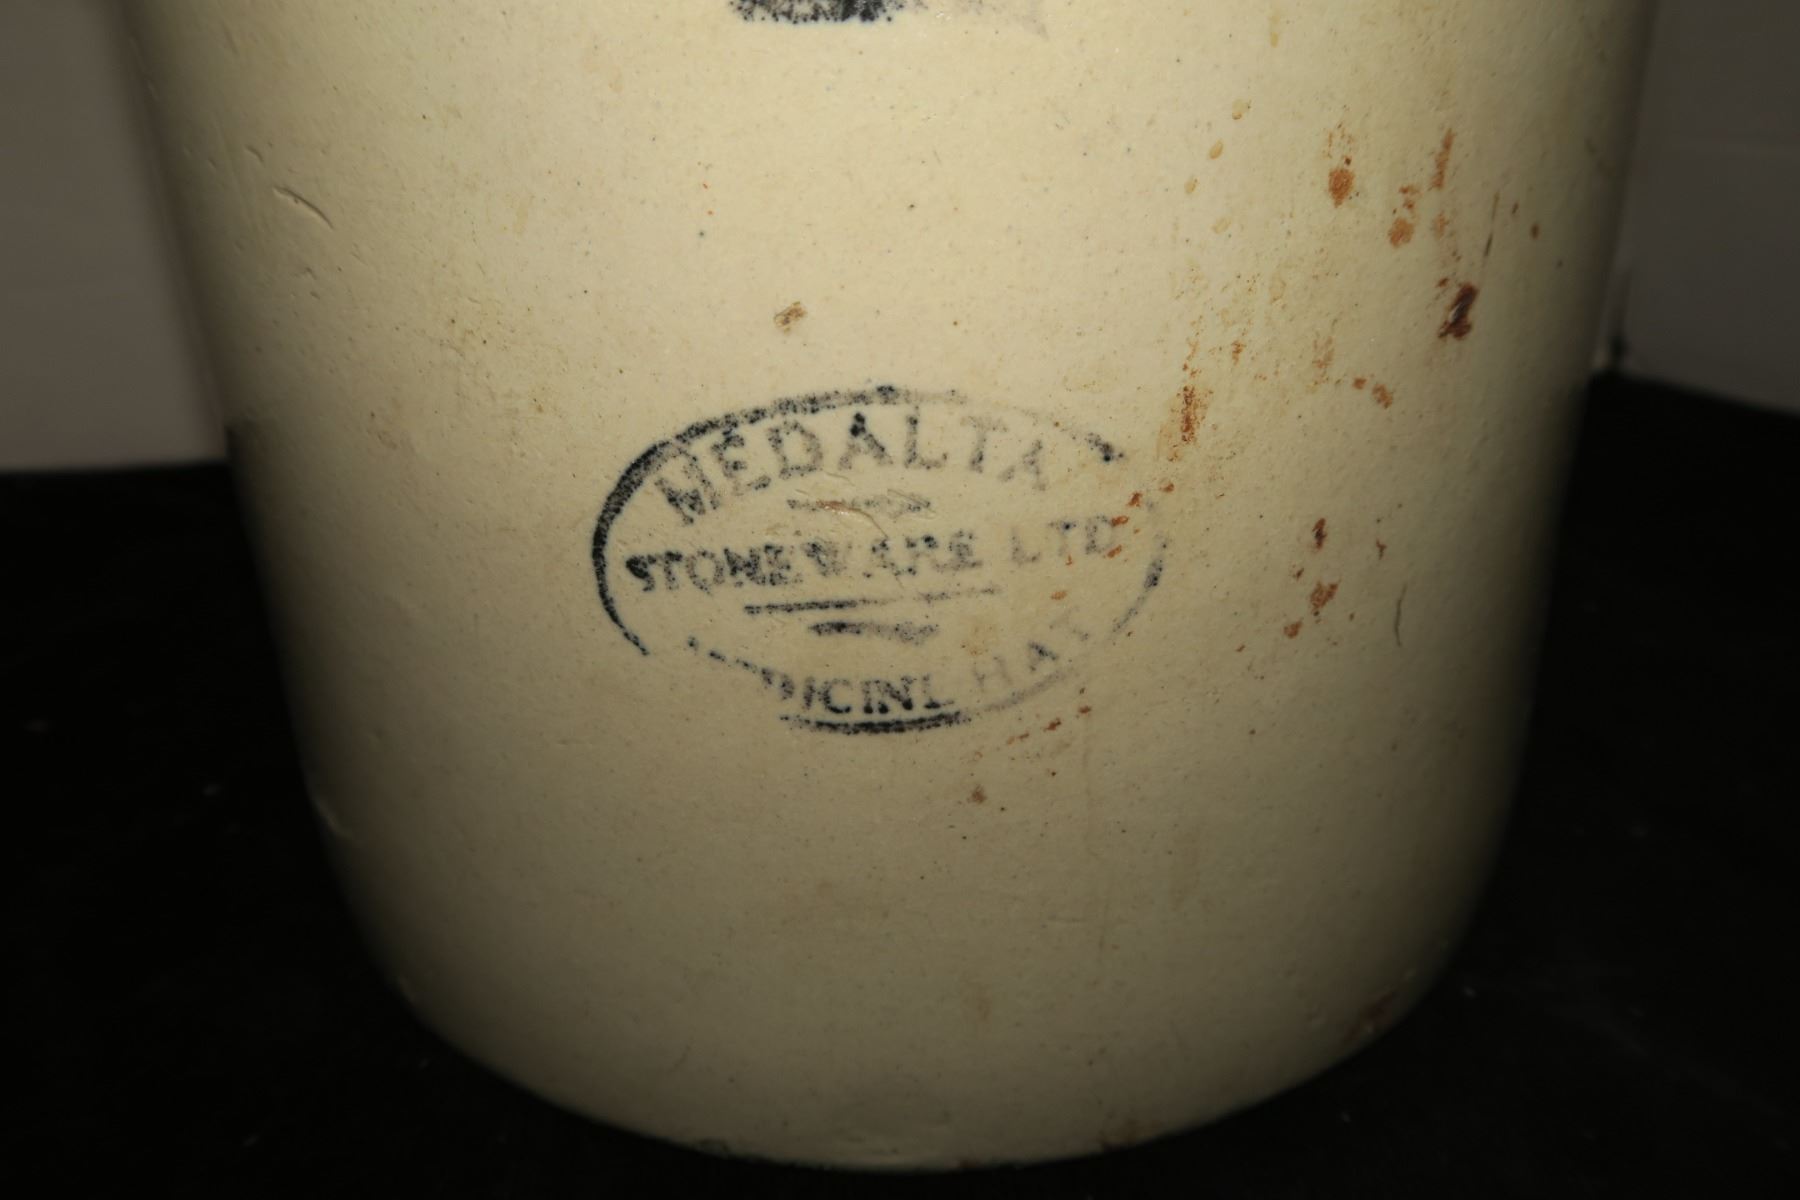 MEDALTA
STONEWARE LTD
MEDICINE HAT